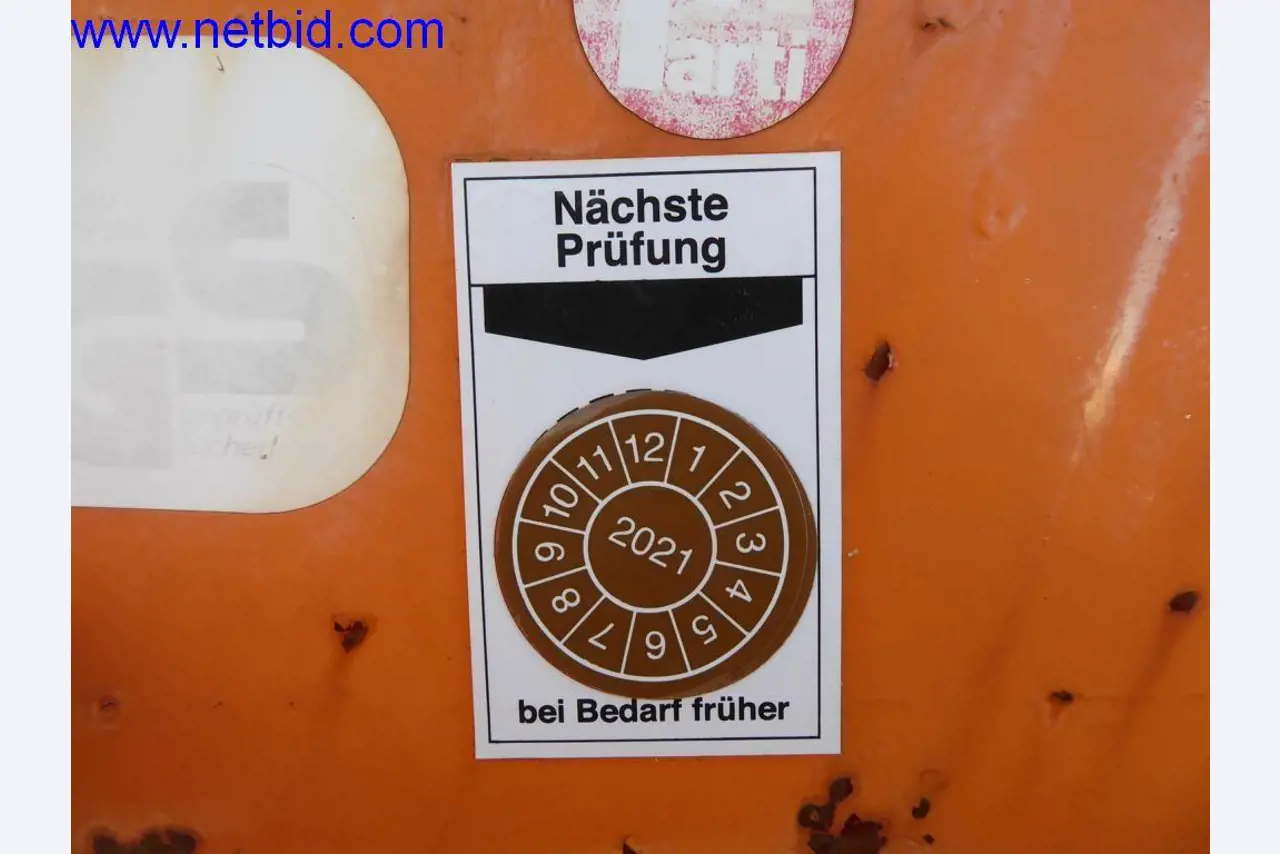 www.netbid.com
arti
Nächste
Prüfung
12
1
2
3
4
5
6
7
8
9
10
11
2021
bei Bedarf früher